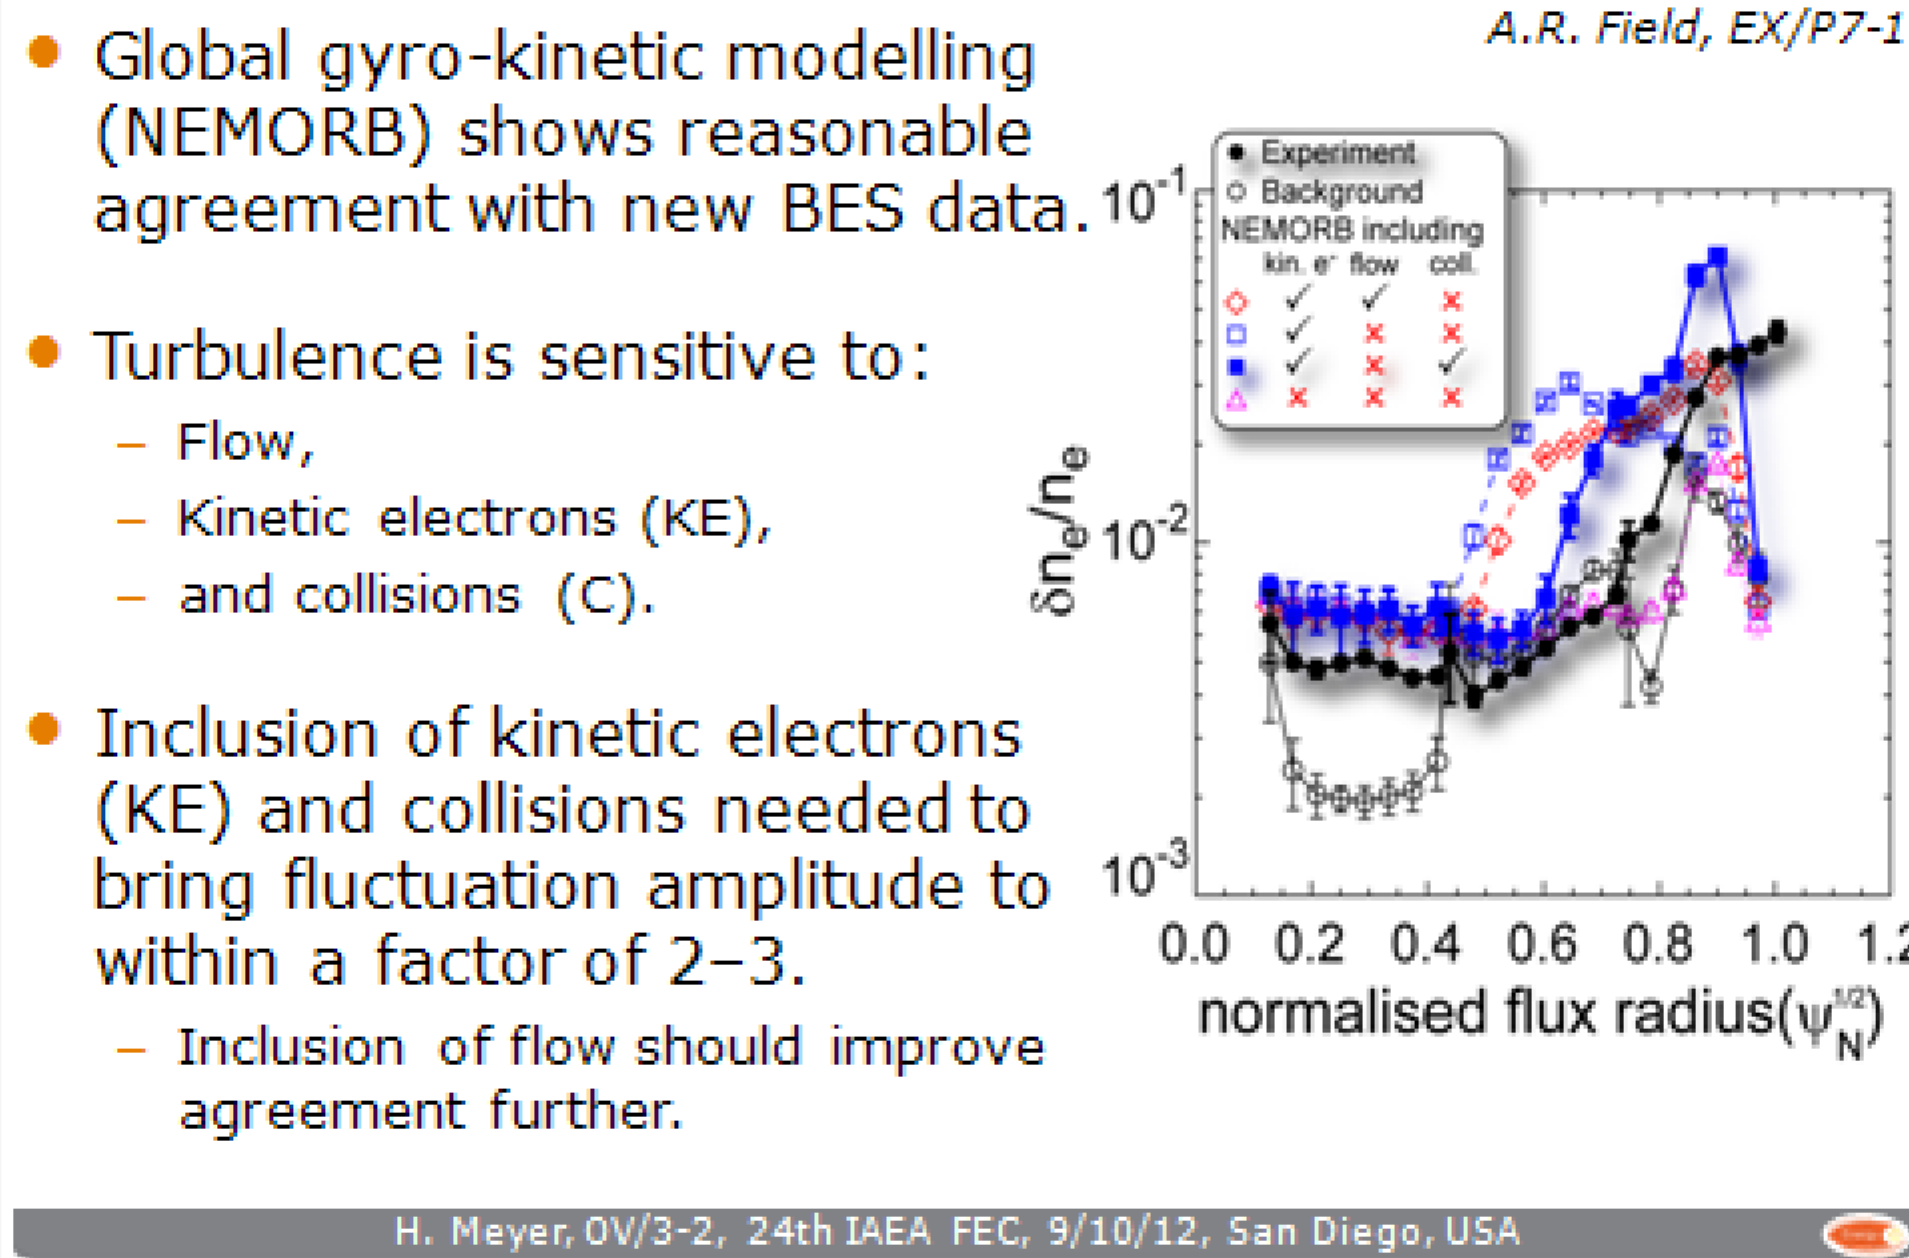 A.R. Field, EX/P7-1
• Global gyro-kinetic modelling
(NEMORB) shows reasonable
agreement with new BES data.
• Turbulence is sensitive to:
– Flow,
– Kinetic electrons (KE),
– and collisions (C).
• Inclusion of kinetic electrons
(KE) and collisions needed to
bring fluctuation amplitude to
within a factor of 2–3.
– Inclusion of flow should improve
agreement further.
Experiment
Background
NEMORB including
kin. e⁻ flow coll.
✓ ✓ ×
✓ × ×
✓ × ✓
× × ×
10⁻¹
10⁻²
10⁻³
δnₑ/nₑ
0.0 0.2 0.4 0.6 0.8 1.0
normalised flux radius(ψ_N^1/2)
H. Meyer, OV/3-2, 24th IAEA FEC, 9/10/12, San Diego, USA